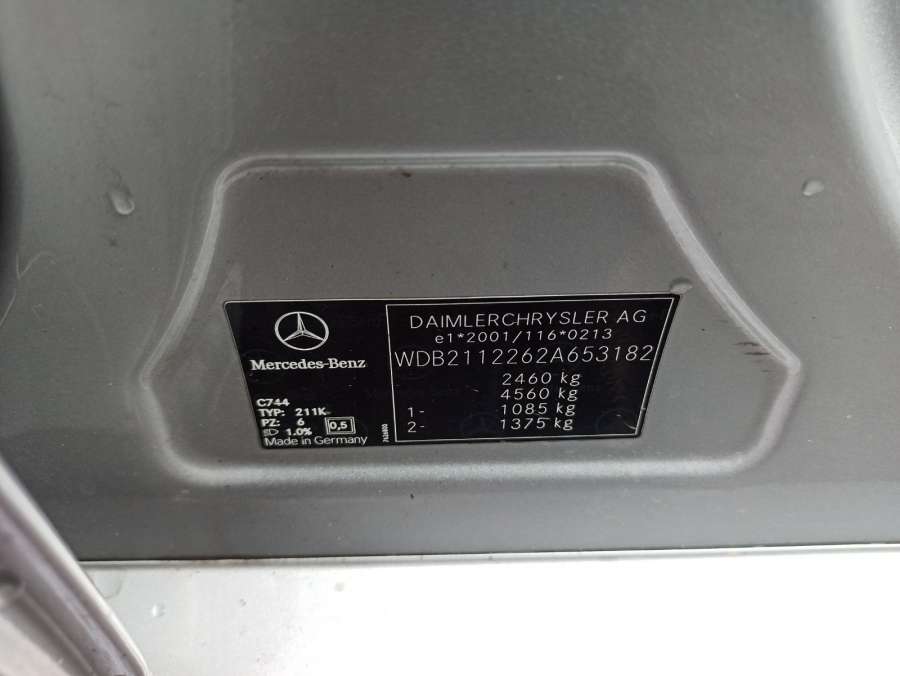 Mercedes-Benz
C744
TYP: 211K
PZ: 6
1.0% 0,5
Made in Germany
DAIMLERCHRYSLER AG
e1*2001/116*0213
WDB2112262A653182
2460 kg
4560 kg
1- 1085 kg
2- 1375 kg